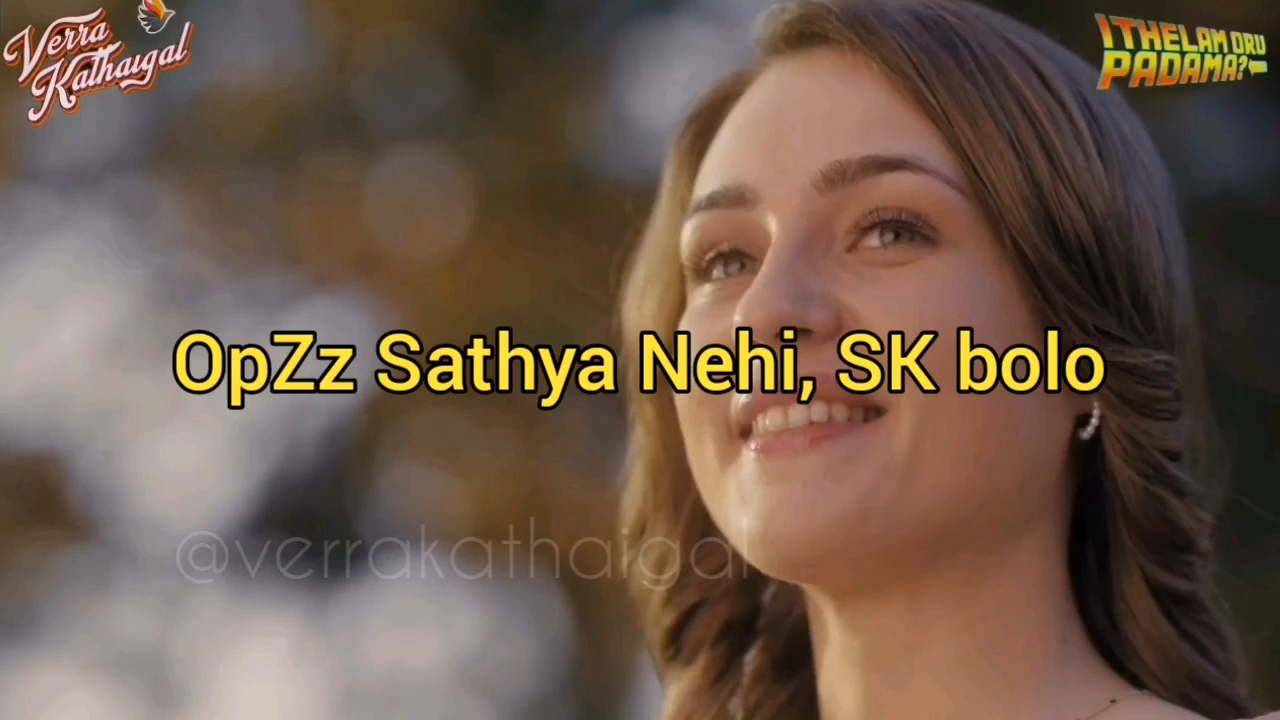 Verra
Kathaigal
ITHELAM ORU
PADAMA?
OpZz Sathya Nehi, SK bolo
@verrakathaigal